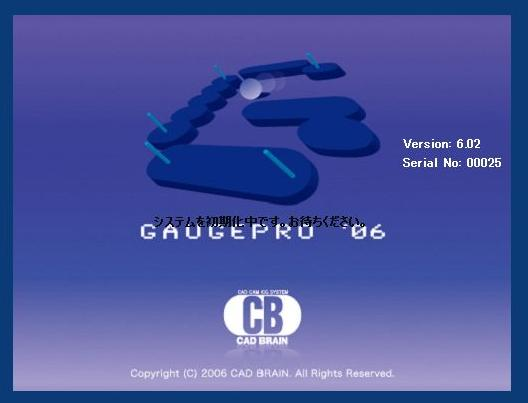 Version: 6.02
Serial No: 00025
システムを初期化中です。お待ちください。
GAUGEPRO '06
CAD CAM JIG SYSTEM
CB
CAD BRAIN
Copyright (C) 2006 CAD BRAIN. All Rights Reserved.